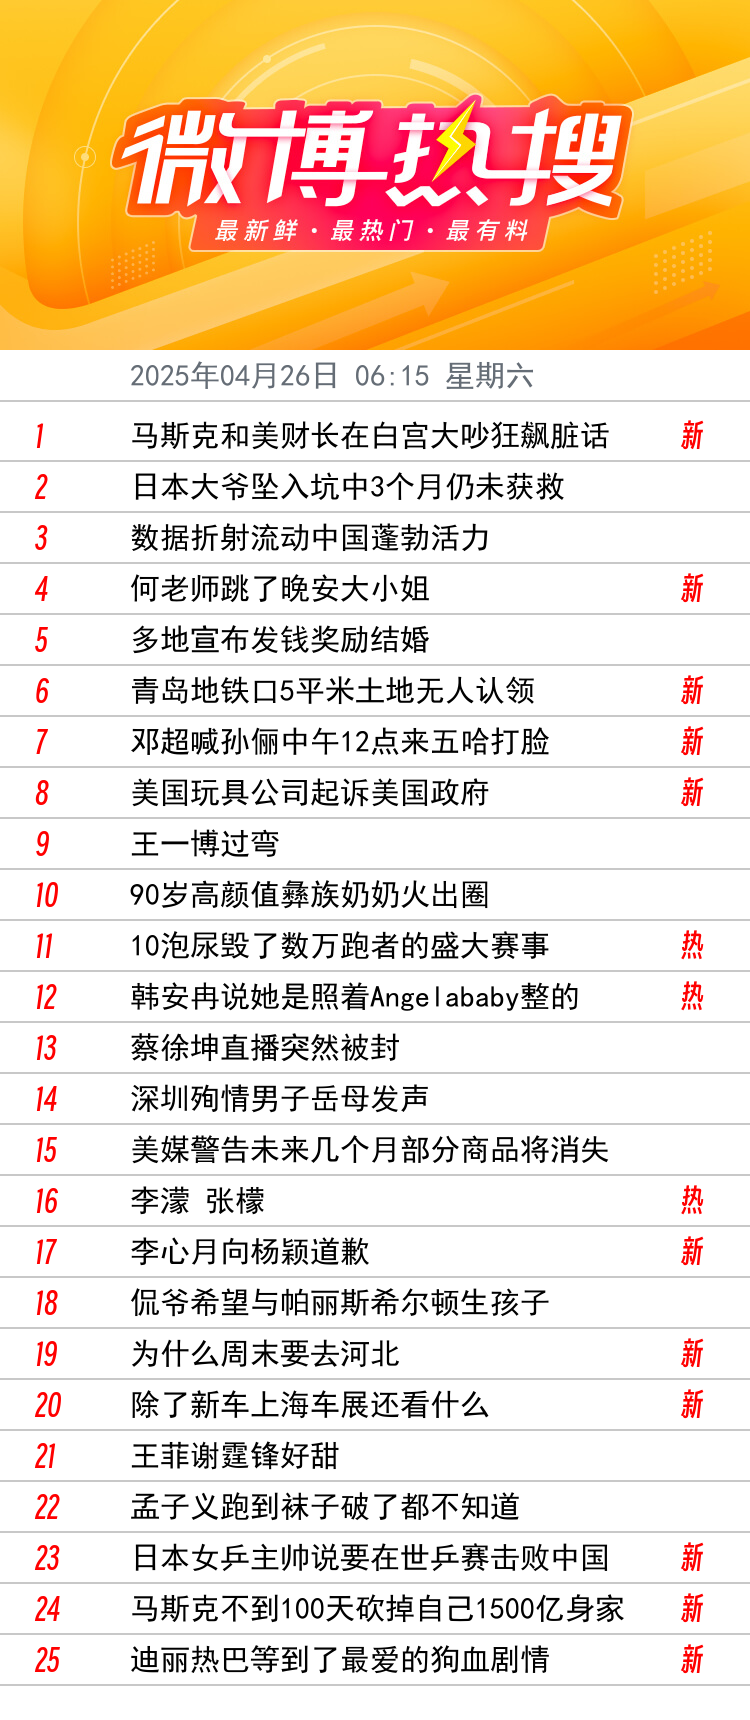 微博热搜
最新鲜·最热门·最有料
2025年04月26日 06:15 星期六
1 马斯克和美财长在白宫大吵狂飙脏话 新
2 日本大爷坠入坑中3个月仍未获救
3 数据折射流动中国蓬勃活力
4 何老师跳了晚安大小姐 新
5 多地宣布发钱奖励结婚
6 青岛地铁口5平米土地无人认领 新
7 邓超喊孙俪中午12点来五哈打脸 新
8 美国玩具公司起诉美国政府 新
9 王一博过弯
10 90岁高颜值彝族奶奶火出圈
11 10泡尿毁了数万跑者的盛大赛事 热
12 韩安冉说她是照着Angelababy整的 热
13 蔡徐坤直播突然被封
14 深圳殉情男子岳母发声
15 美媒警告未来几个月部分商品将消失
16 李濛 张檬 热
17 李心月向杨颖道歉 新
18 侃爷希望与帕丽斯希尔顿生孩子
19 为什么周末要去河北 新
20 除了新车上海车展还看什么 新
21 王菲谢霆锋好甜
22 孟子义跑到袜子破了都不知道
23 日本女乒主帅说要在世乒赛击败中国 新
24 马斯克不到100天砍掉自己1500亿身家 新
25 迪丽热巴等到了最爱的狗血剧情 新